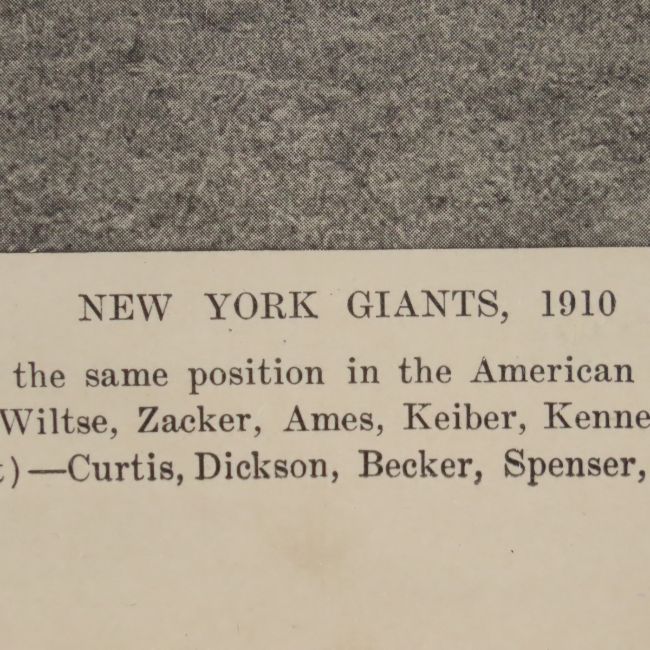 NEW YORK GIANTS, 1910
the same position in the American
Wiltse, Zacker, Ames, Keiber, Kenne
t)—Curtis, Dickson, Becker, Spenser,